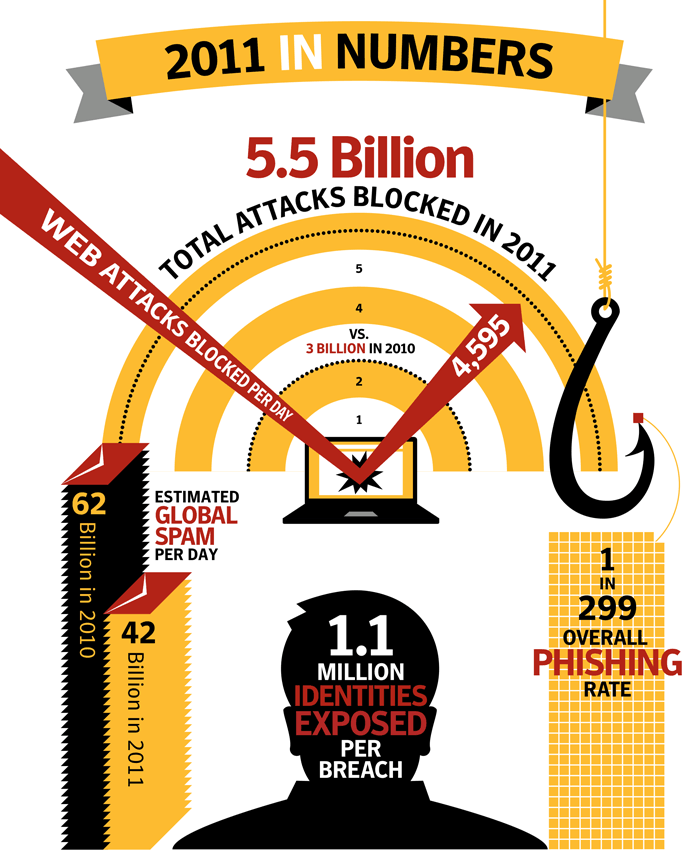 2011 IN NUMBERS
5.5 Billion
TOTAL ATTACKS BLOCKED IN 2011
5
4
VS.
3 BILLION IN 2010
2
1
WEB ATTACKS BLOCKED PER DAY
4,595
ESTIMATED
GLOBAL
SPAM
PER DAY
62
Billion in 2010
42
Billion in 2011
1.1
MILLION
IDENTITIES
EXPOSED
PER
BREACH
1
IN
299
OVERALL
PHISHING
RATE